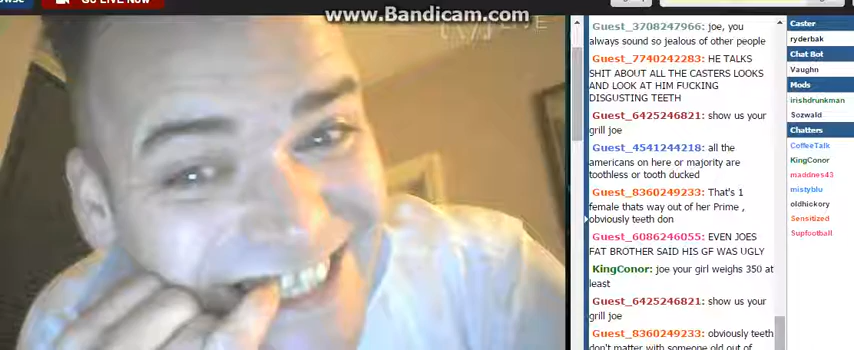 GO LIVE NOW
www.Bandicam.com
LIVE
Guest_3708247966: joe, you
always sound so jealous of other people
Guest_7740242283: HE TALKS
SHIT ABOUT ALL THE CASTERS LOOKS
AND LOOK AT HIM FUCKING
DISGUSTING TEETH
Guest_6425246821: show us your
grill joe
Guest_4541244218: all the
americans on here or majority are
toothless or tooth ducked
Guest_8360249233: That's 1
female thats way out of her Prime ,
obviously teeth don
Guest_6086246055: EVEN JOES
FAT BROTHER SAID HIS GF WAS UGLY
KingConor: joe your girl weighs 350 at
least
Guest_6425246821: show us your
grill joe
Guest_8360249233: obviously teeth
don't matter with someone old out of
Caster
ryderbak
Chat Bot
Vaughn
Mods
irishdrunkman
Sozwald
Chatters
CoffeeTalk
KingConor
maddnes43
mistyblu
oldhickory
Sensitized
Supfootball